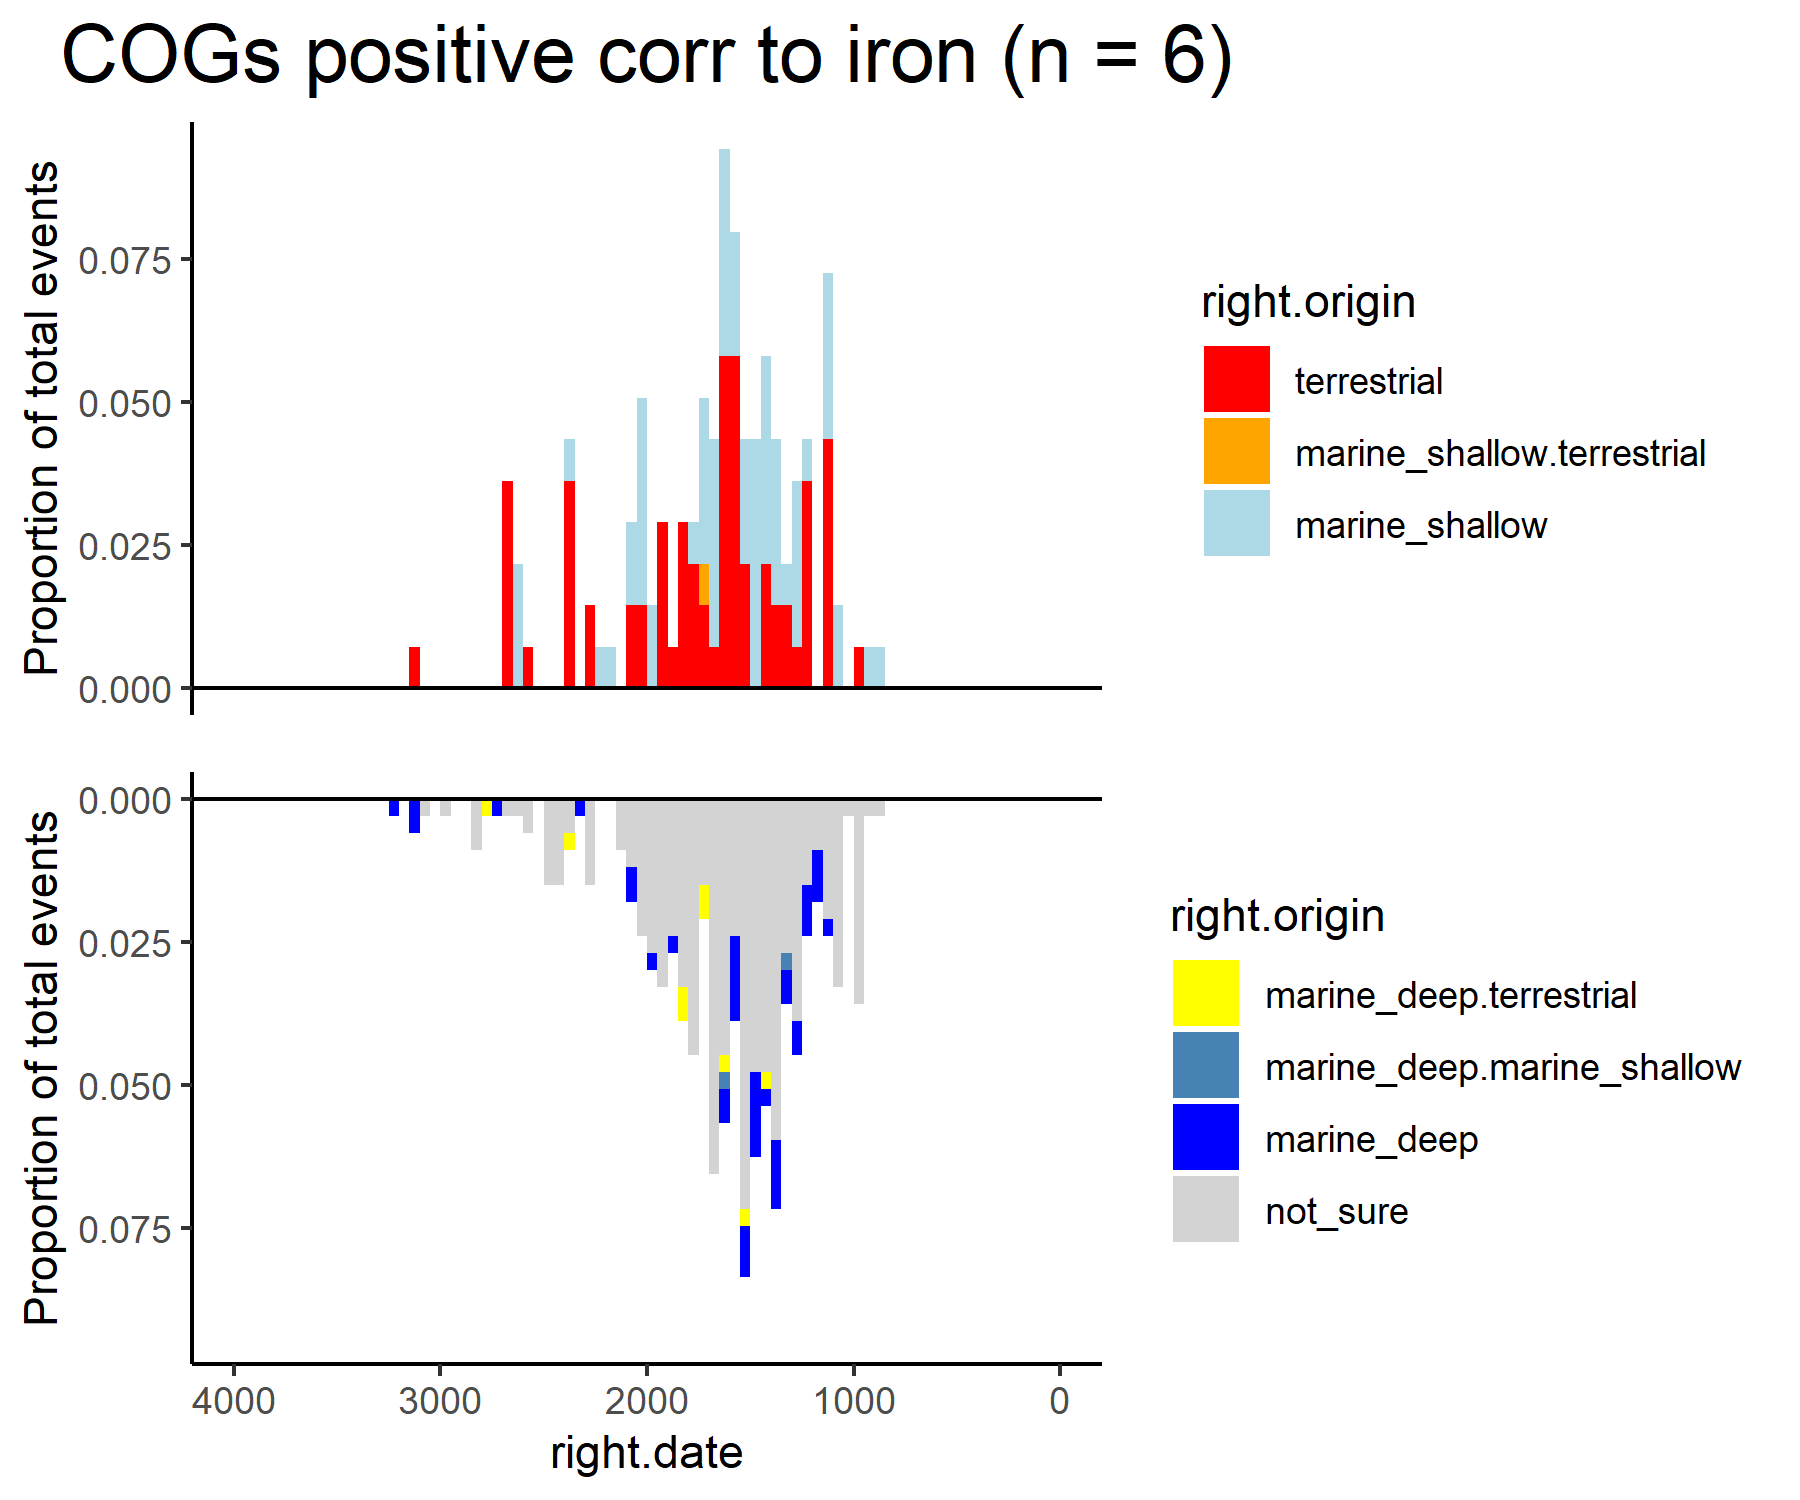 COGs positive corr to iron (n = 6)
Proportion of total events
0.075
0.050
0.025
0.000
right.origin
terrestrial
marine_shallow.terrestrial
marine_shallow
Proportion of total events
0.000
0.025
0.050
0.075
right.origin
marine_deep.terrestrial
marine_deep.marine_shallow
marine_deep
not_sure
4000 3000 2000 1000 0
right.date